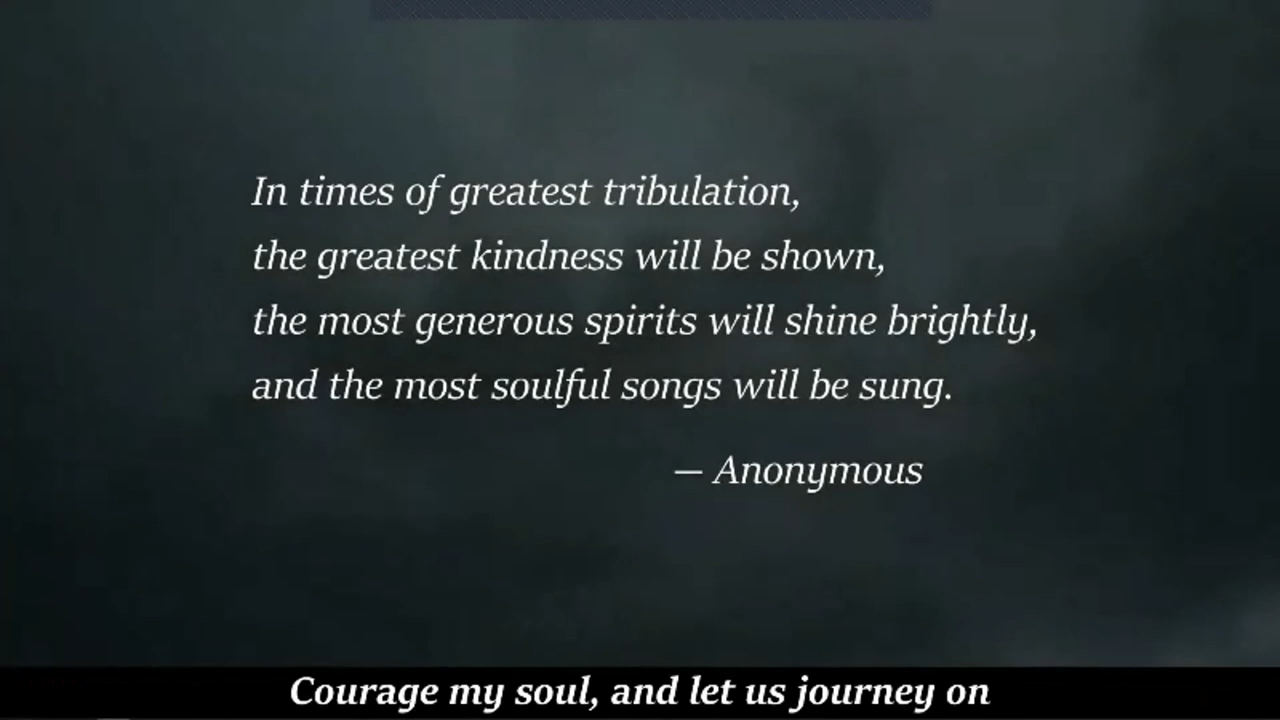 In times of greatest tribulation,
the greatest kindness will be shown,
the most generous spirits will shine brightly,
and the most soulful songs will be sung.
— Anonymous
Courage my soul, and let us journey on